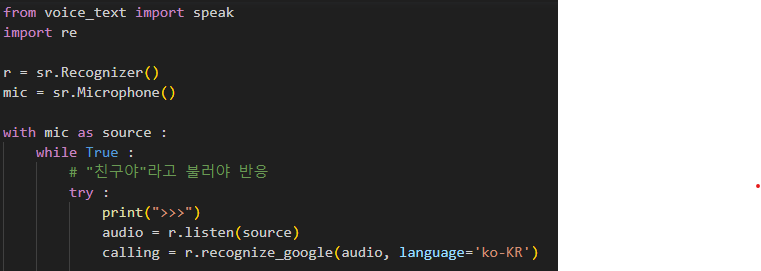 from voice_text import speak
import re
r = sr.Recognizer()
mic = sr.Microphone()
with mic as source :
while True :
# "친구야"라고 불러야 반응
try :
print(">>>")
audio = r.listen(source)
calling = r.recognize_google(audio, language='ko-KR')